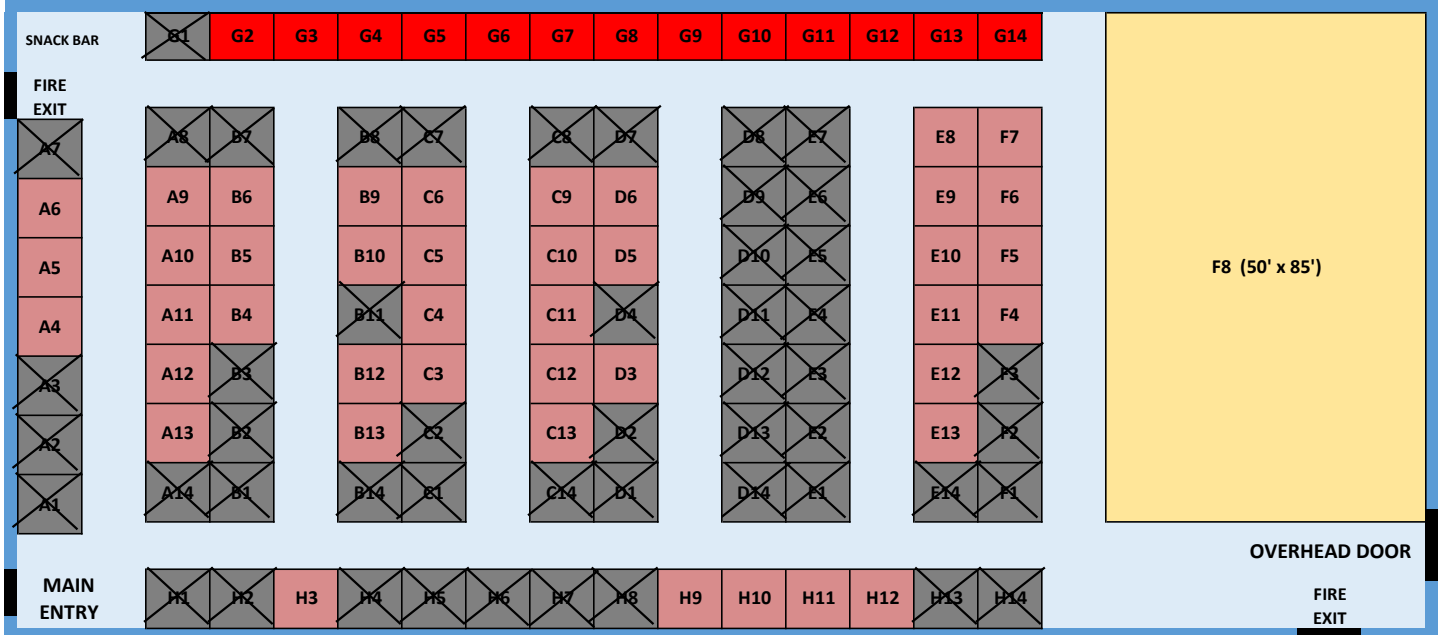 SNACK BAR
G1 G2 G3 G4 G5 G6 G7 G8 G9 G10 G11 G12 G13 G14
FIRE
EXIT
A7
A6
A5
A4
A3
A2
A1
A8 B7 B8 C7 C8 D7 D8 E7 E8 F7
A9 B6 B9 C6 C9 D6 D9 E6 E9 F6
A10 B5 B10 C5 C10 D5 D10 E5 E10 F5
A11 B4 B11 C4 C11 D4 D11 E4 E11 F4
A12 B3 B12 C3 C12 D3 D12 E3 E12 F3
A13 B2 B13 C2 C13 D2 D13 E2 E13 F2
A14 B1 B14 C1 C14 D1 D14 E1 E14 F1
F8 (50' x 85')
OVERHEAD DOOR
MAIN
ENTRY
H1 H2 H3 H4 H5 H6 H7 H8 H9 H10 H11 H12 H13 H14
FIRE
EXIT